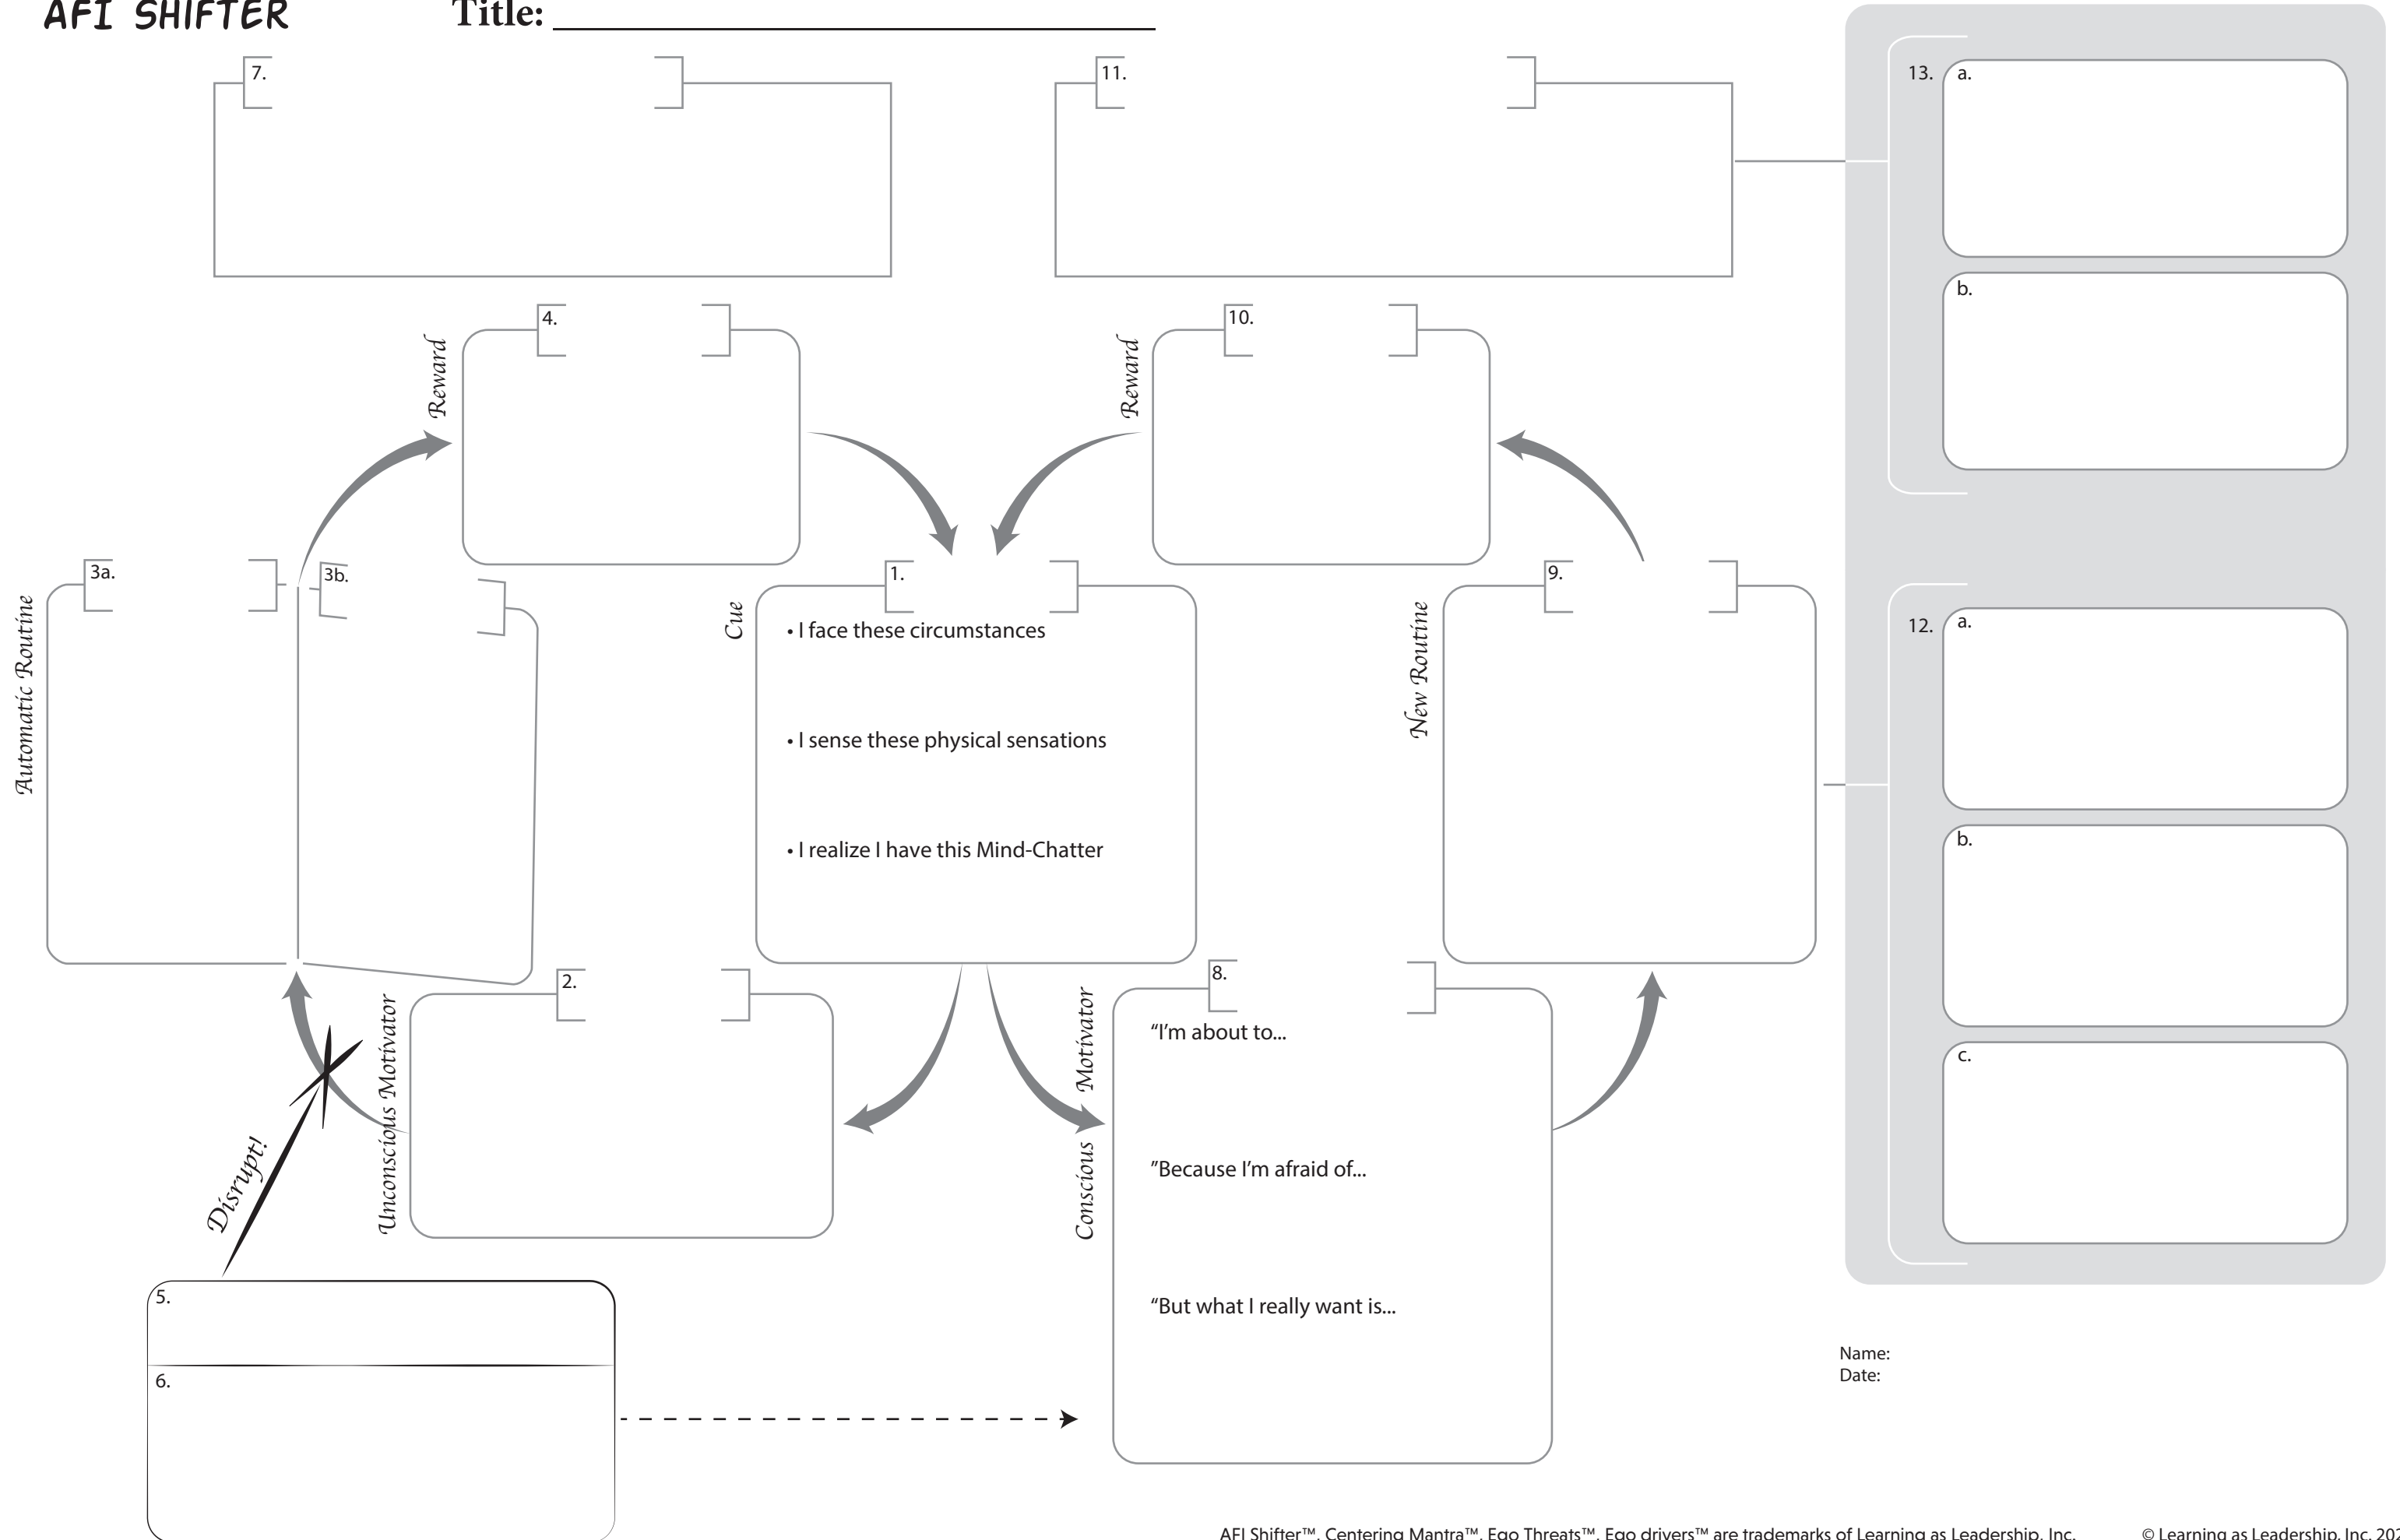 AFI SHIFTER
Title:
7.
11.
13.
a.
b.
4.
Reward
10.
Reward
3a.
3b.
Automatic Routine
1.
Cue
• I face these circumstances
• I sense these physical sensations
• I realize I have this Mind-Chatter
9.
New Routine
12.
a.
b.
c.
2.
Unconscious Motivator
8.
Conscious Motivator
“I’m about to...
”Because I’m afraid of...
“But what I really want is...
Disrupt!
5.
6.
Name:
Date:
AFI Shifter™, Centering Mantra™, Ego Threats™, Ego drivers™ are trademarks of Learning as Leadership, Inc.
© Learning as Leadership, Inc.